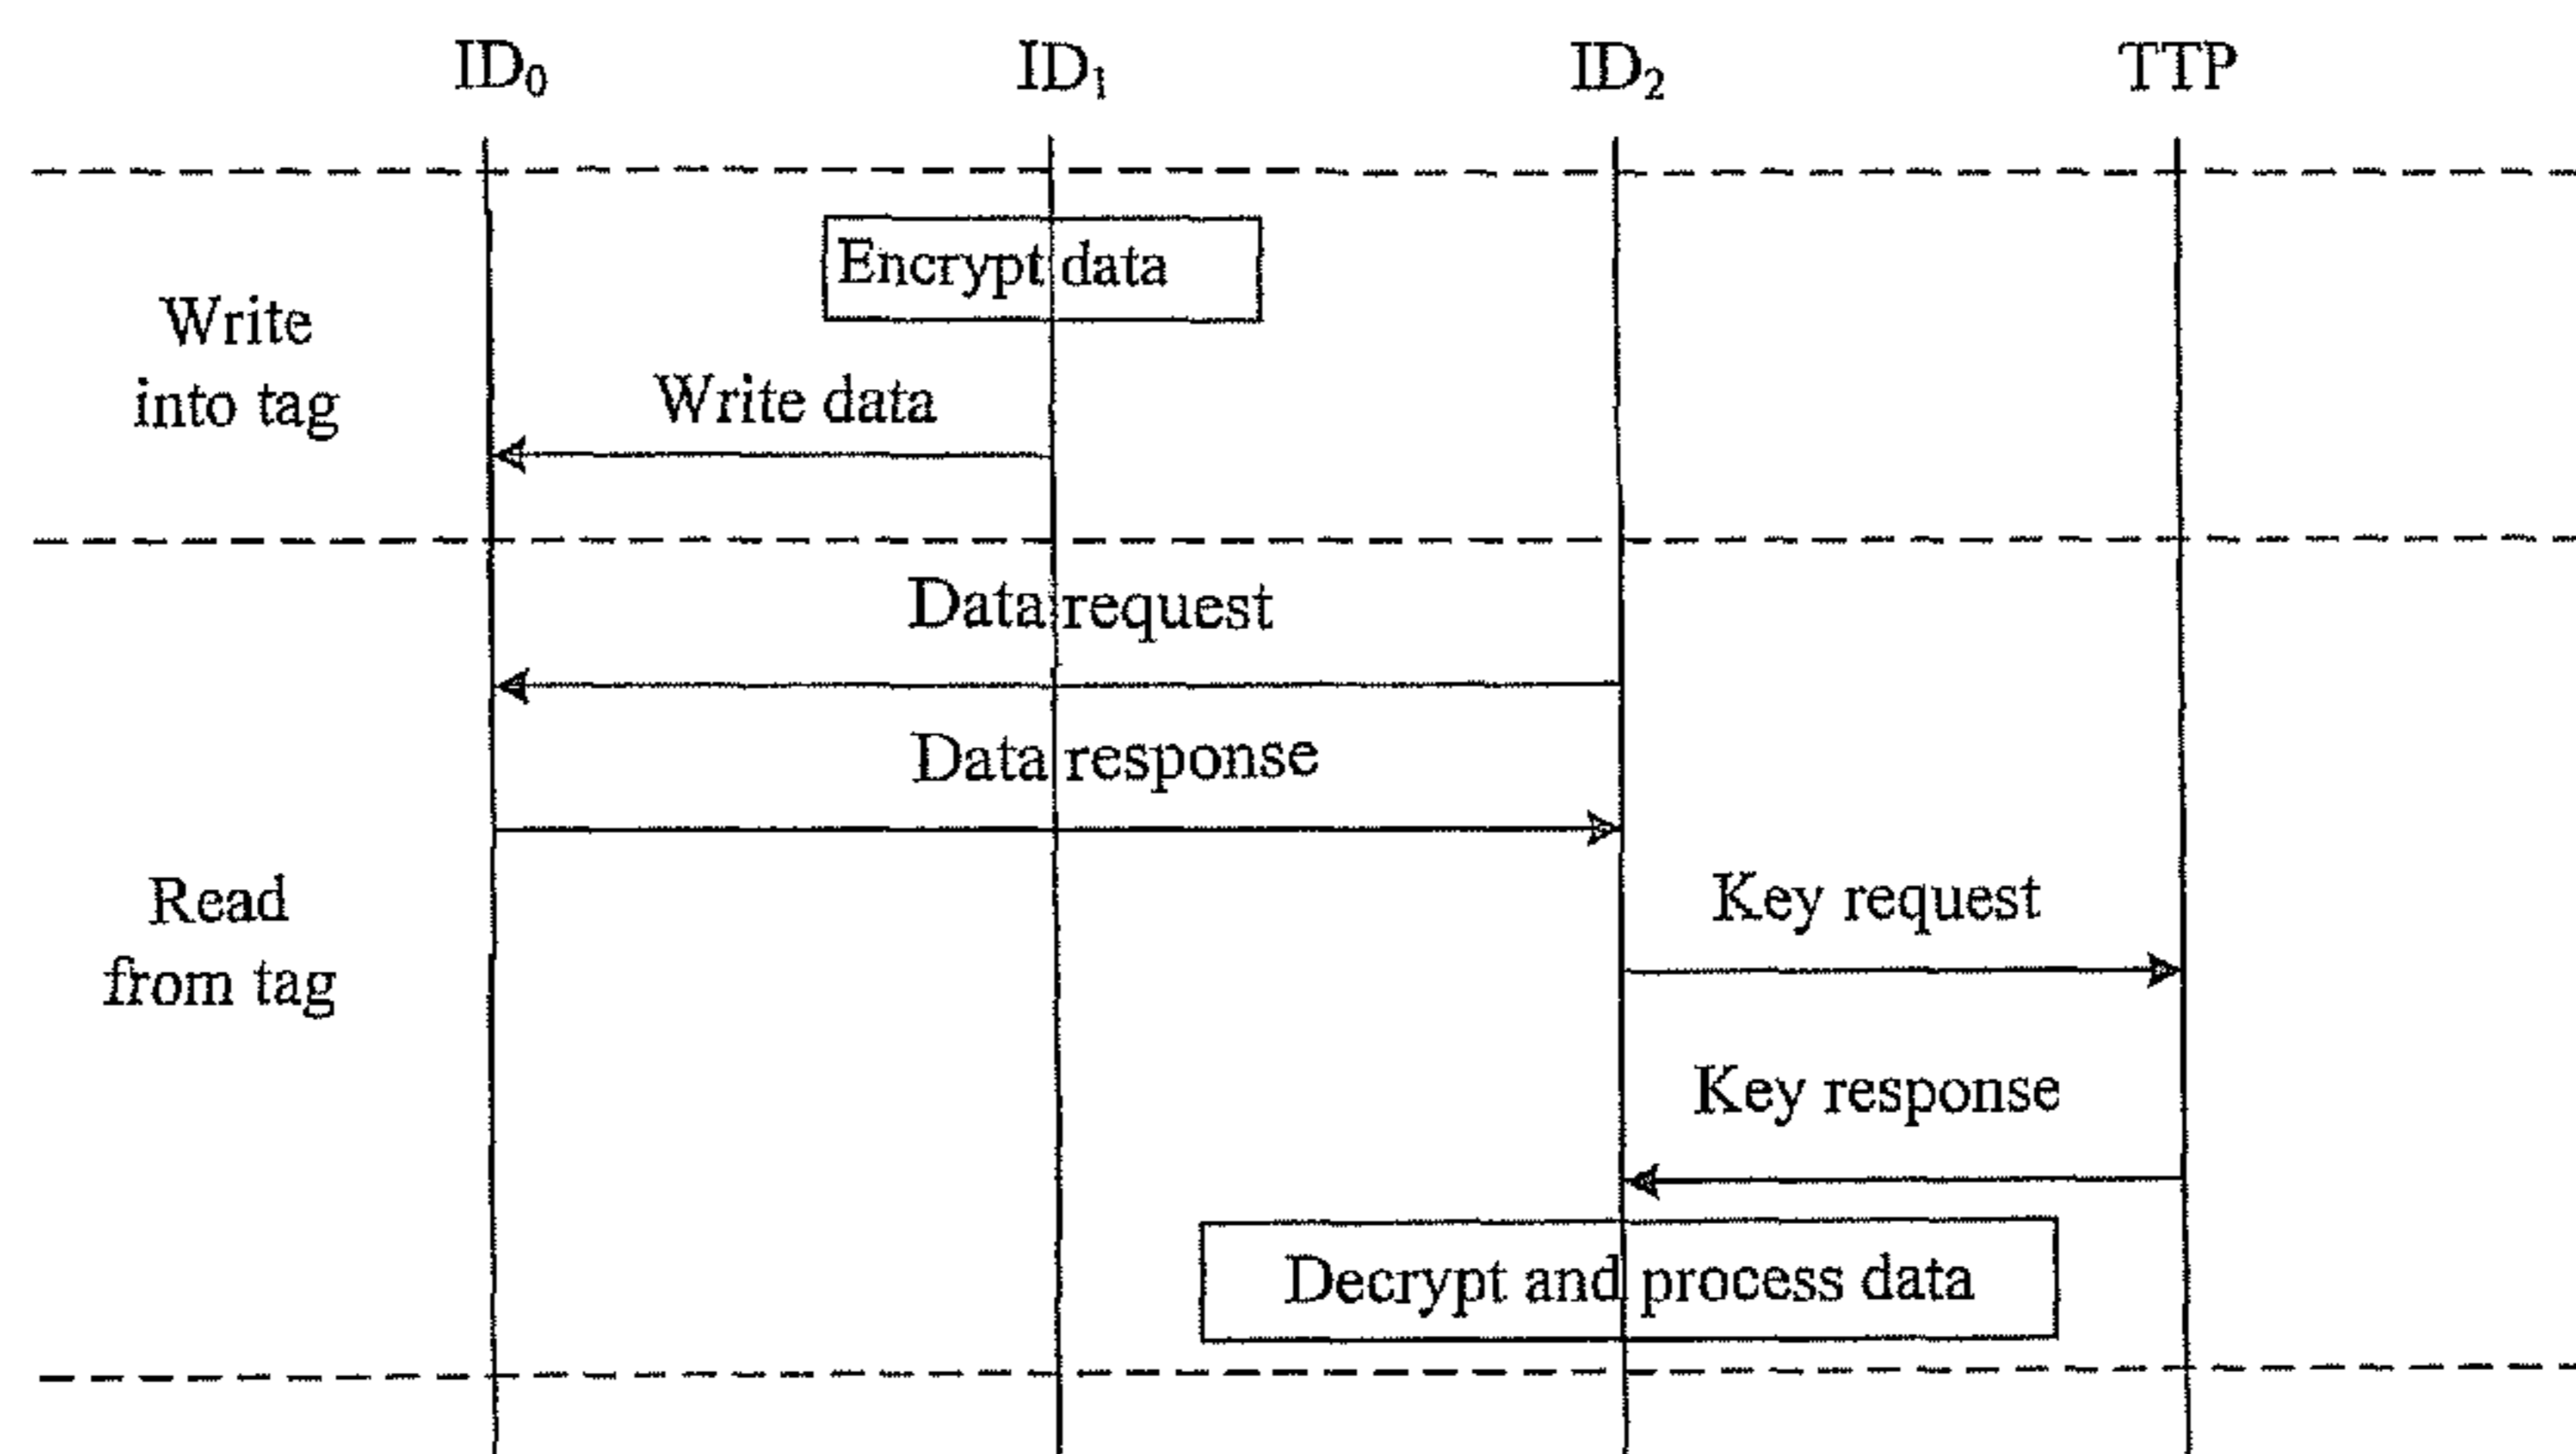 ID₀ ID₁ ID₂ TTP
Encrypt data
Write
into tag
Write data
Data request
Data response
Read
from tag
Key request
Key response
Decrypt and process data